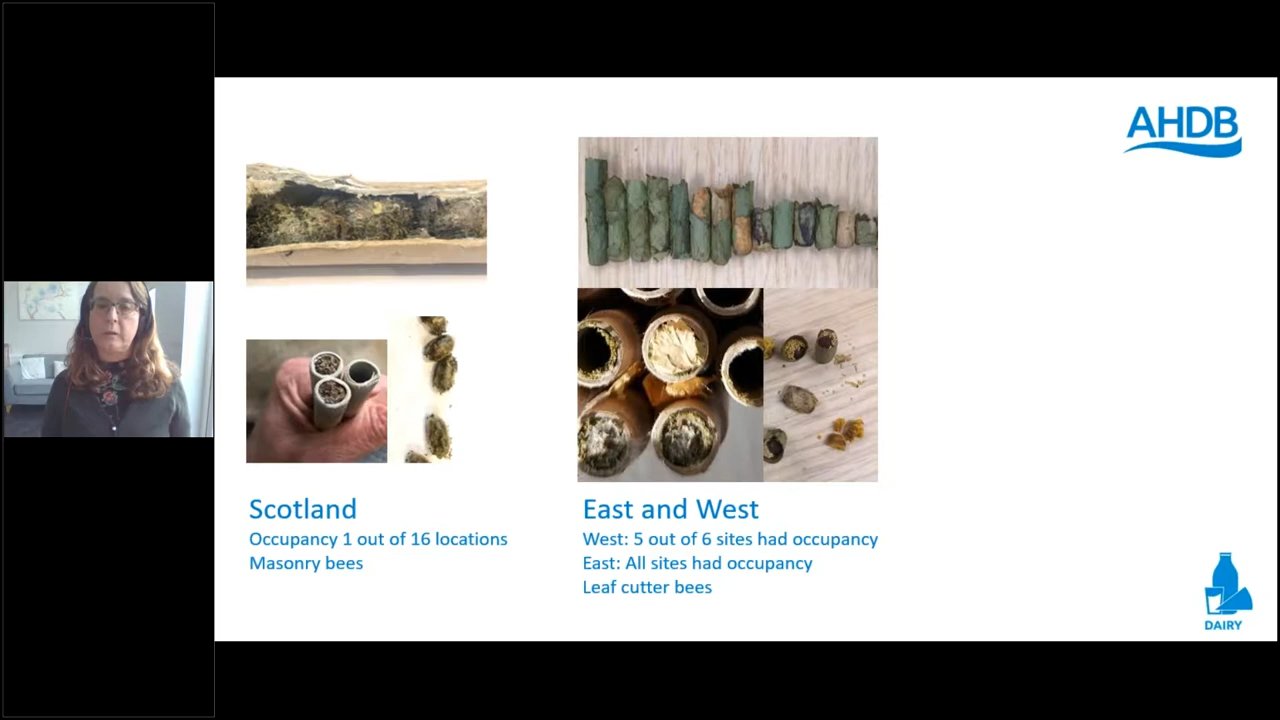 AHDB
Scotland
Occupancy 1 out of 16 locations
Masonry bees
East and West
West: 5 out of 6 sites had occupancy
East: All sites had occupancy
Leaf cutter bees
DAIRY